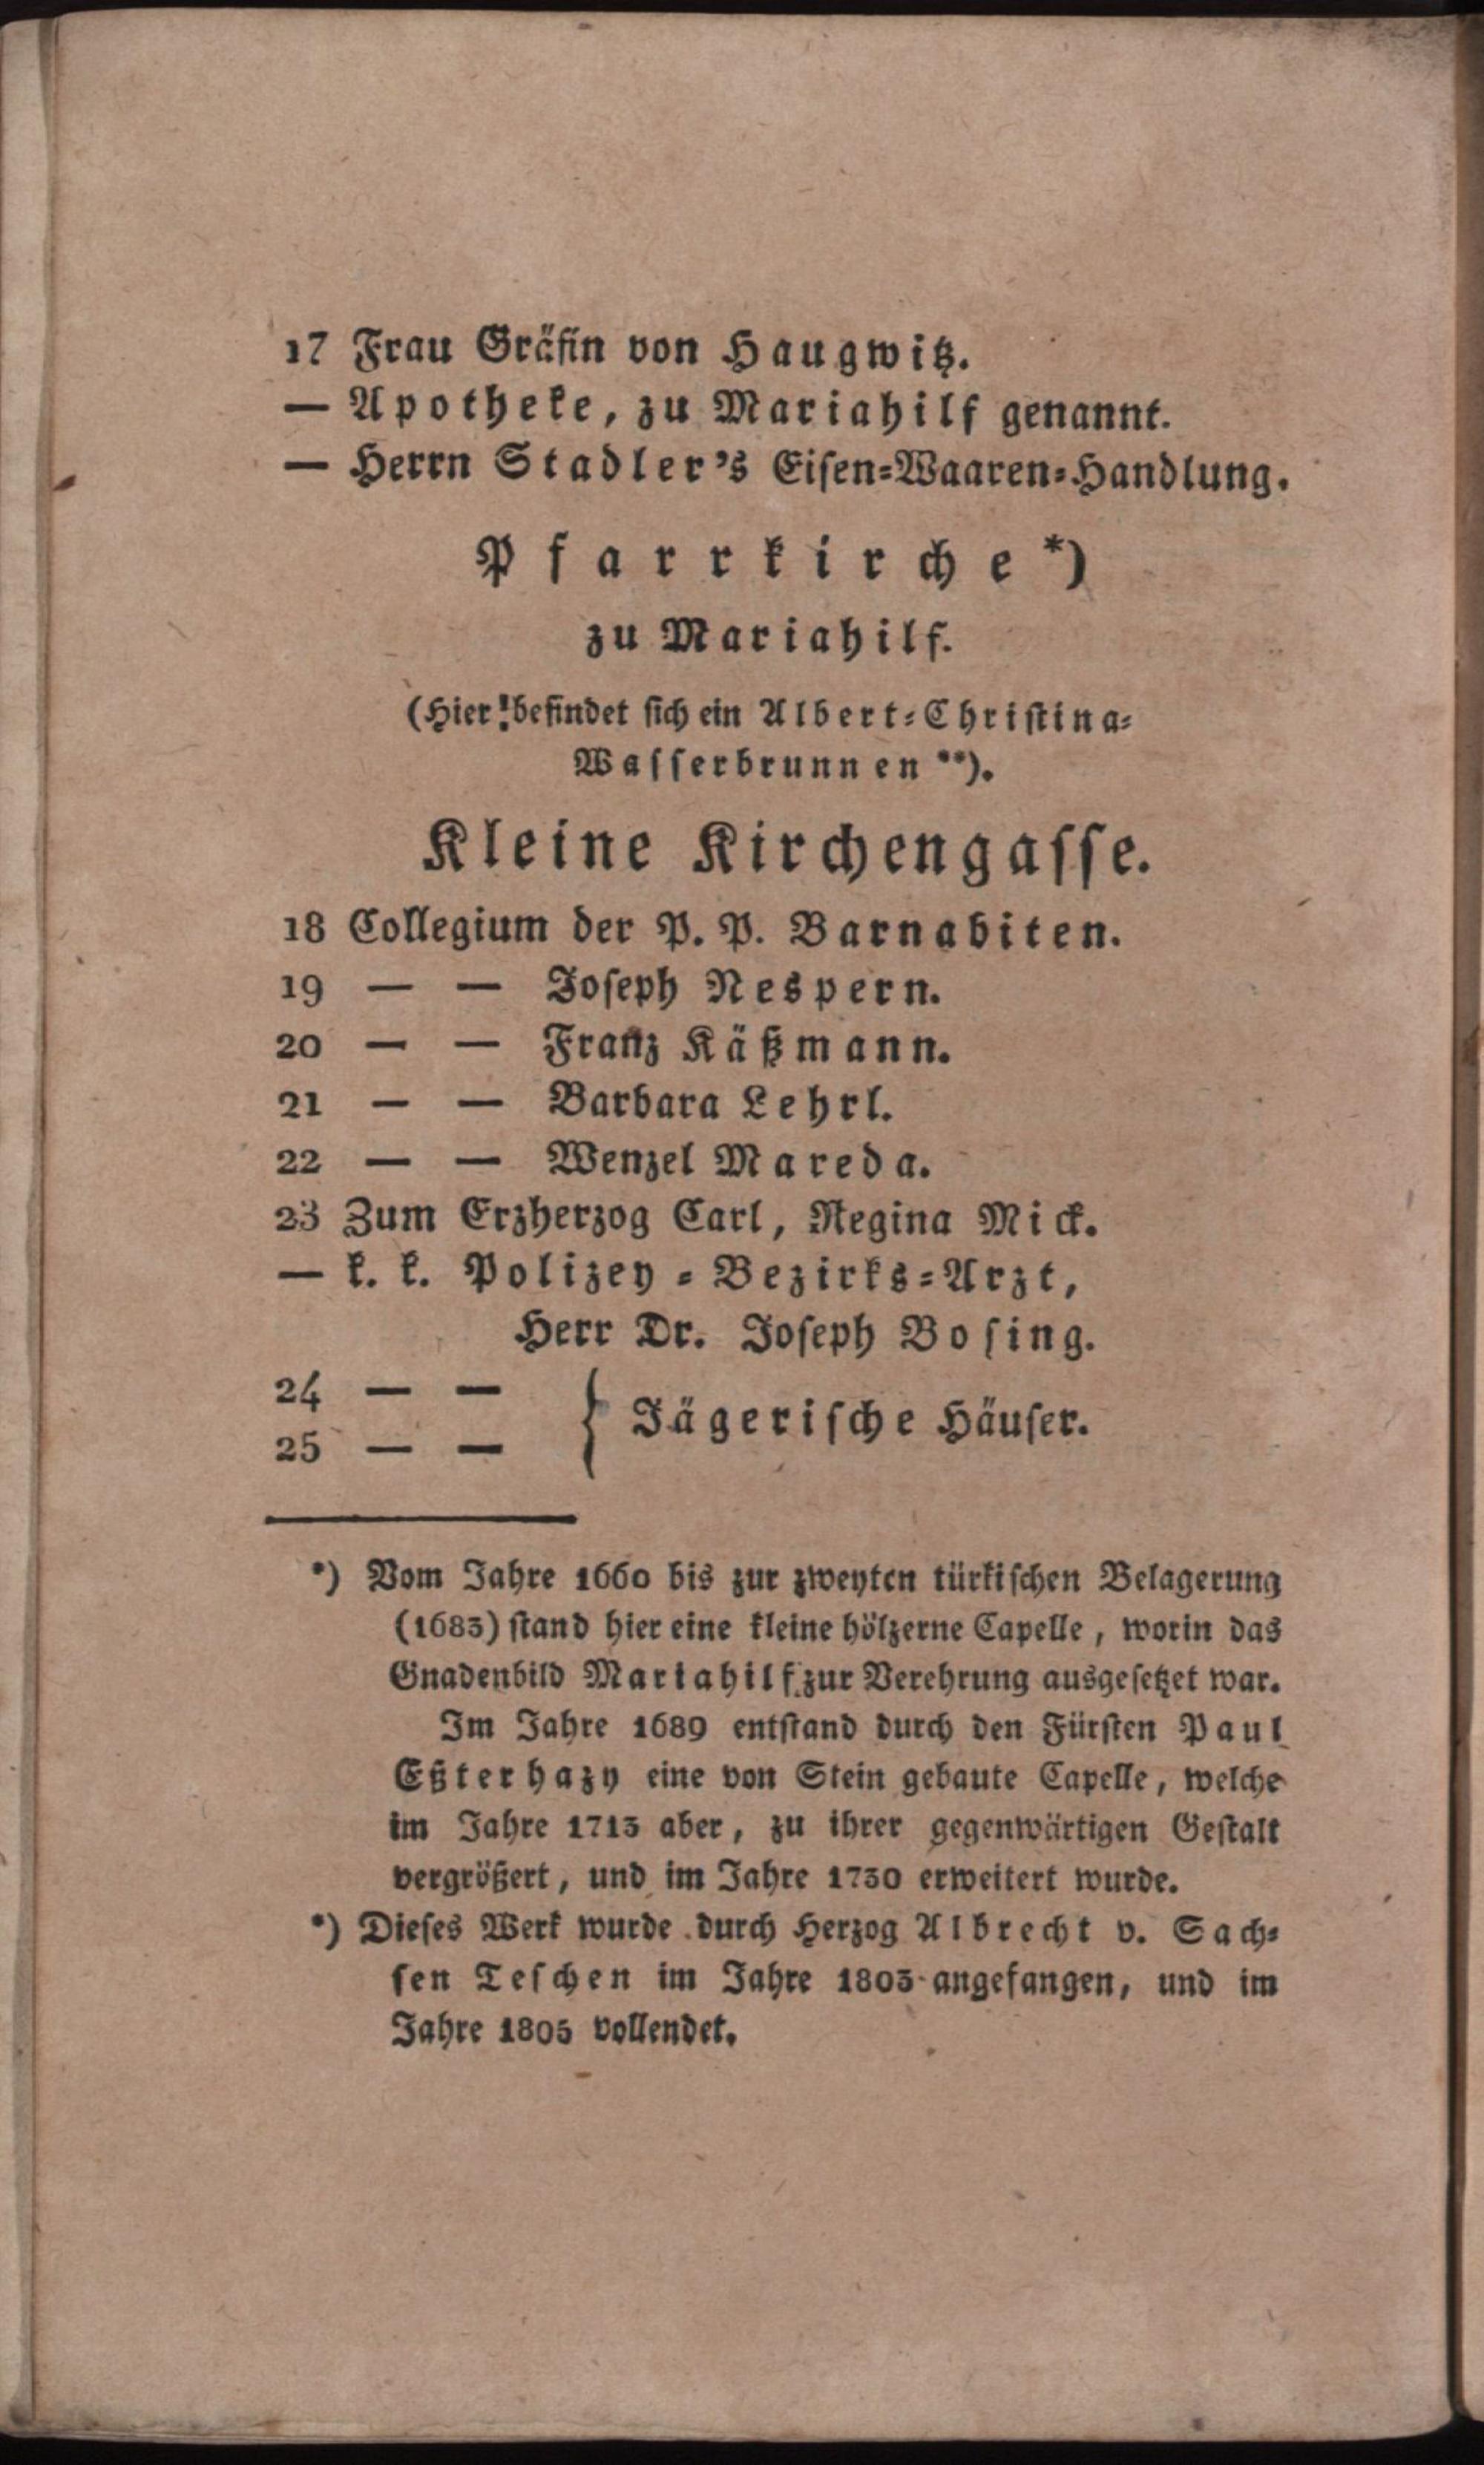 17 Frau Gräfin von Haugwitz.
— Apotheke, zu Mariahilf genannt.
— Herrn Stadler's Eisen-Waaren-Handlung.
Pfarrkirche *)
zu Mariahilf.
(Hier befindet sich ein Albert-Christina-
Wasserbrunnen **).
Kleine Kirchengasse.
18 Collegium der P. P. Barnabiten.
19 — — Joseph Nespern.
20 — — Franz Käßmann.
21 — — Barbara Lehrl.
22 — — Wenzel Mareda.
23 Zum Erzherzog Carl, Regina Mick.
— k. k. Polizey-Bezirks-Arzt,
Herr Dr. Joseph Bosing.
24 — —
25 — — } Jägerische Häuser.
*) Vom Jahre 1660 bis zur zweyten türkischen Belagerung
(1683) stand hier eine kleine hölzerne Capelle, worin das
Gnadenbild Mariahilf zur Verehrung ausgesetzet war.
Im Jahre 1689 entstand durch den Fürsten Paul
Eßterhazy eine von Stein gebaute Capelle, welche
im Jahre 1713 aber, zu ihrer gegenwärtigen Gestalt
vergrößert, und im Jahre 1730 erweitert wurde.
*) Dieses Werk wurde durch Herzog Albrecht v. Sach-
sen Teschen im Jahre 1803 angefangen, und im
Jahre 1805 vollendet.